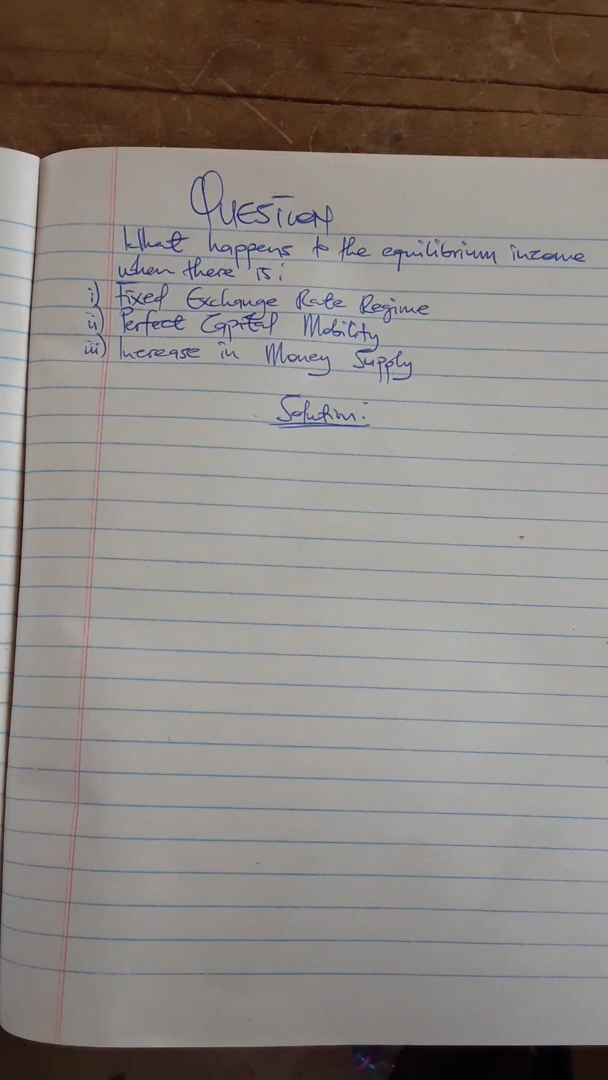 QUESTION
What happens to the equilibrium income
when there is:
i) Fixed Exchange Rate Regime
ii) Perfect Capital Mobility
iii) Increase in Money Supply
Solution: